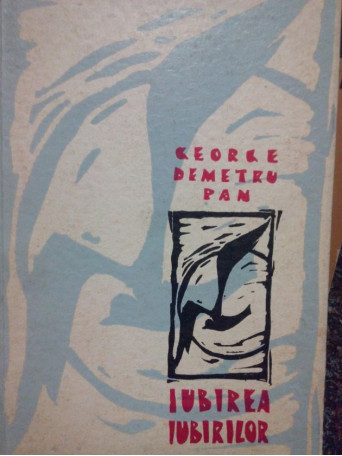 GEORGE
DEMETRU
PAN
IUBIREA
IUBIRILOR